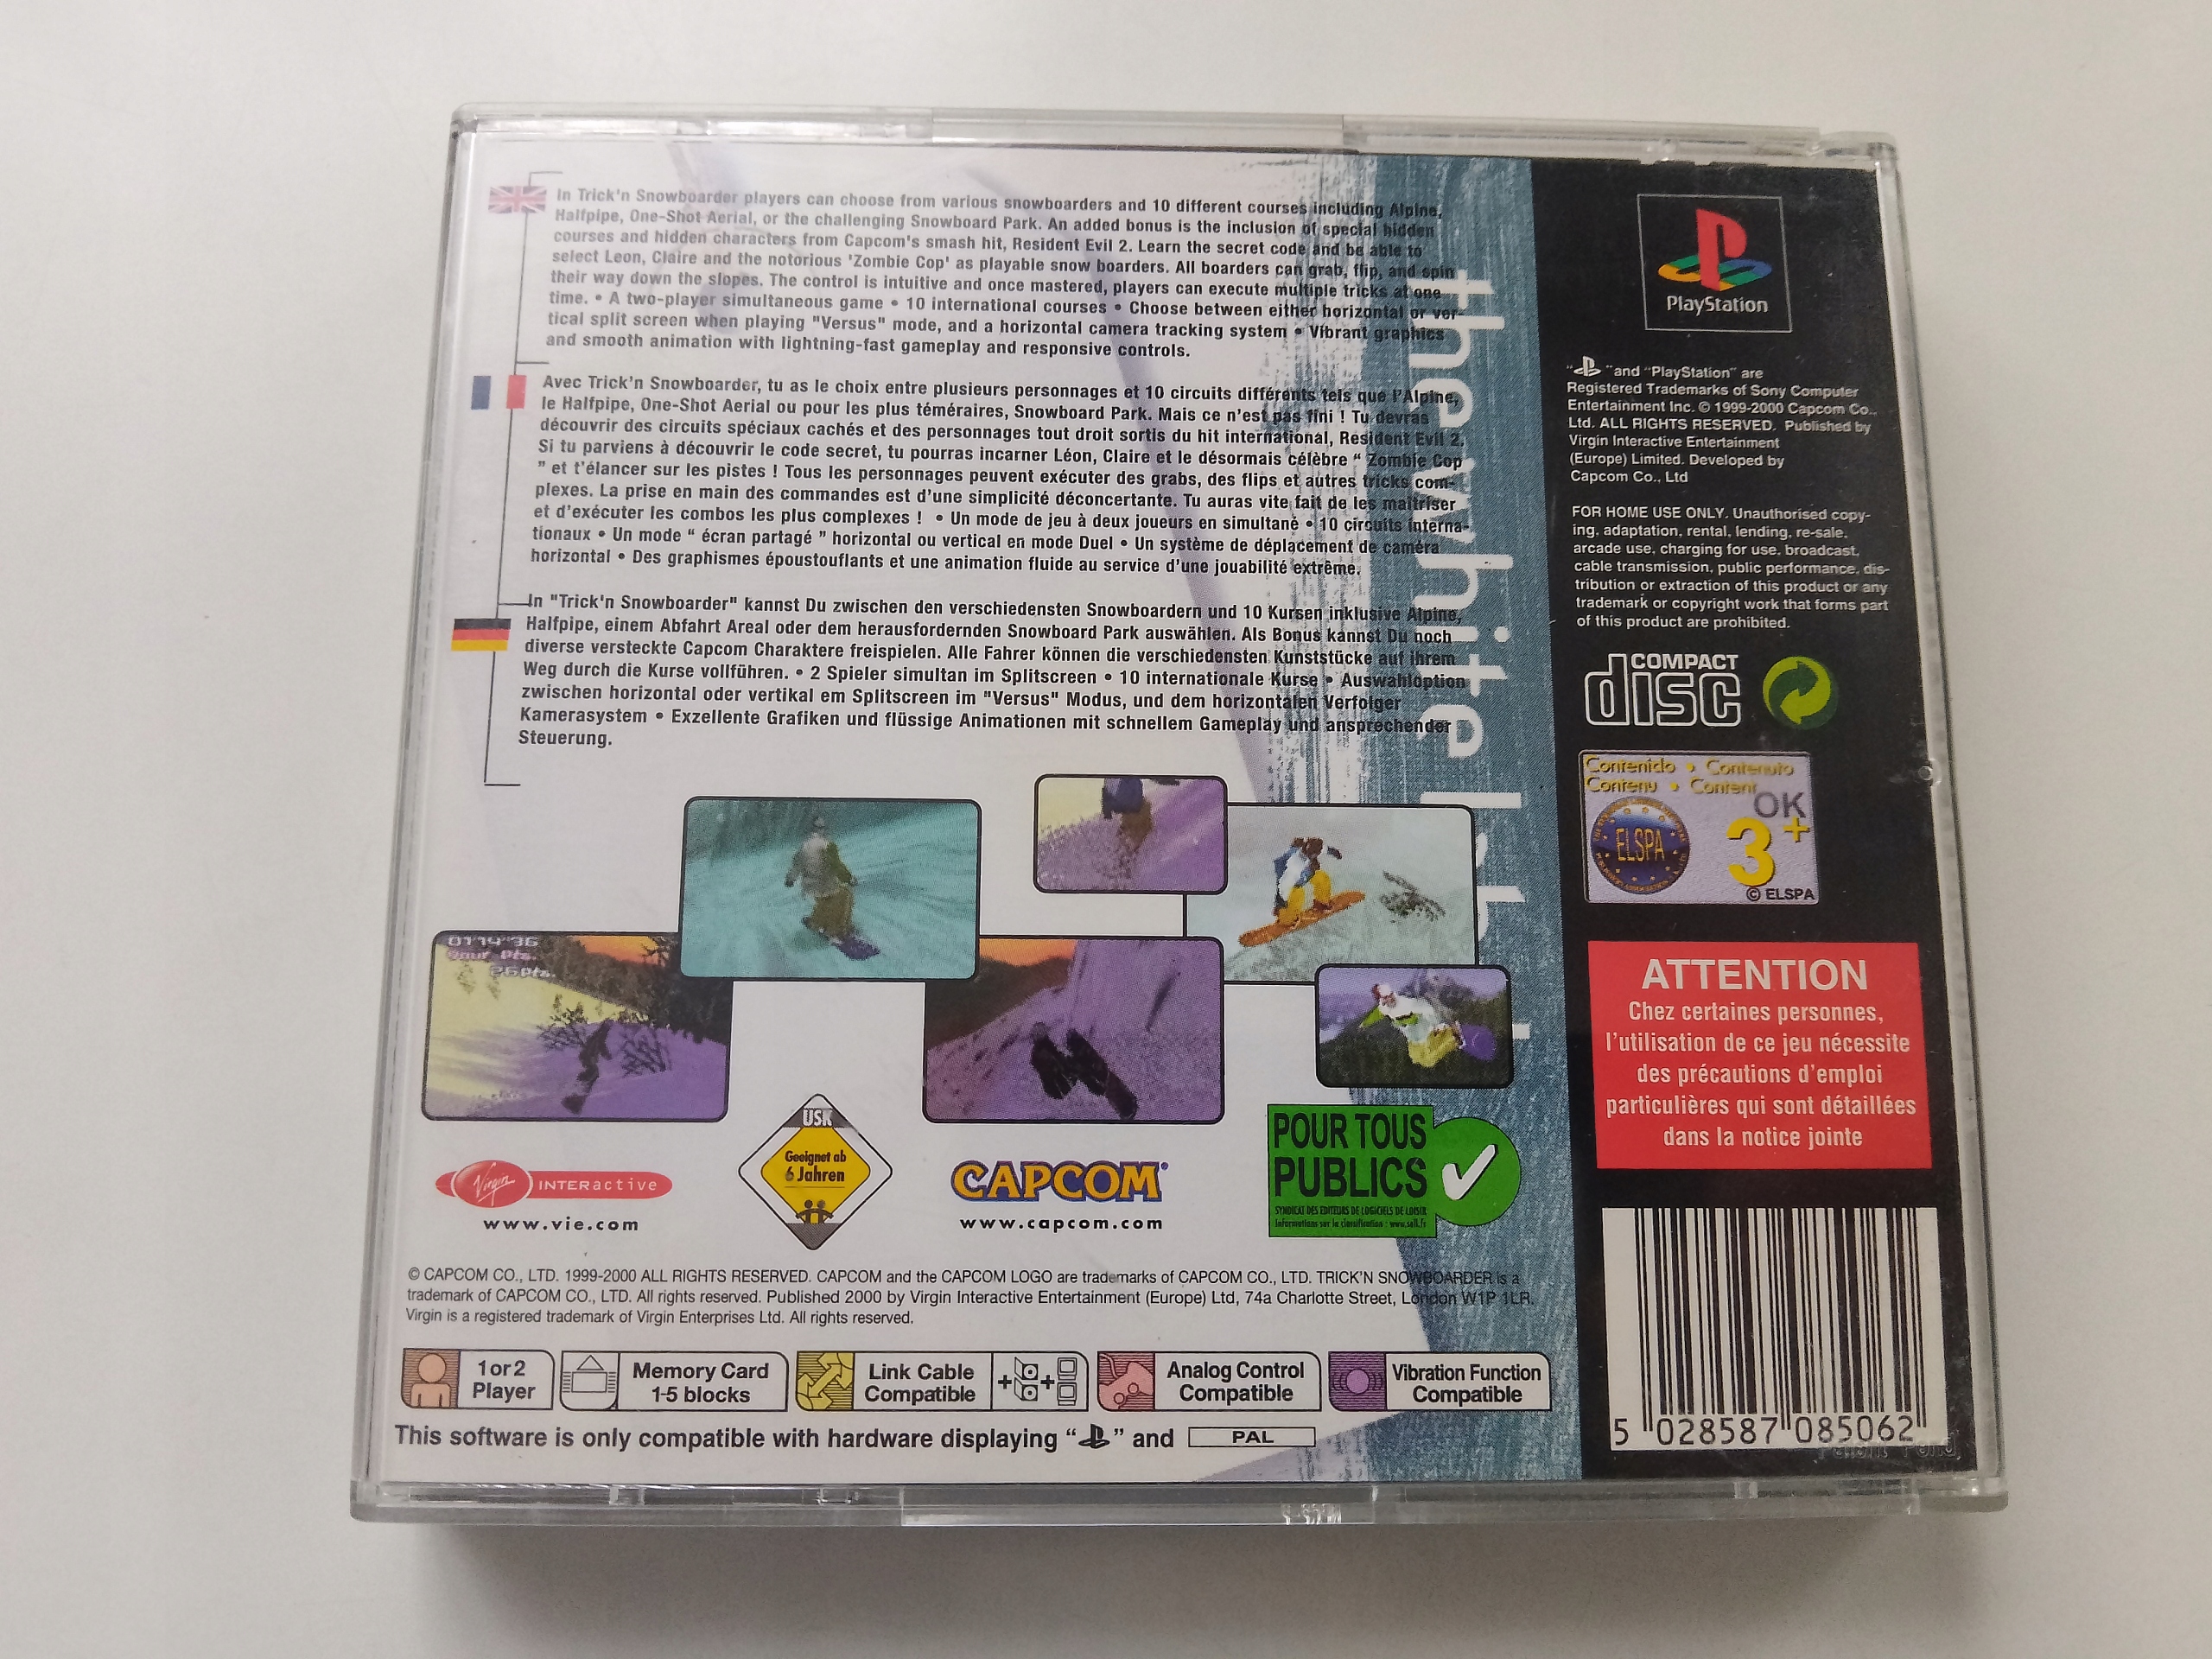 In Trick'n Snowboarder players can choose from various snowboarders and 10 different courses including Alpine,
Halfpipe, One-Shot Aerial, or the challenging Snowboard Park. An added bonus is the inclusion of special hidden
courses and hidden characters from Capcom's smash hit, Resident Evil 2. Learn the secret code and be able to
select Leon, Claire and the notorious 'Zombie Cop' as playable snow boarders. All boarders can grab, flip, and spin
their way down the slopes. The control is intuitive and once mastered, players can execute multiple tricks at one
time. • A two-player simultaneous game • 10 international courses • Choose between either horizontal or ver-
tical split screen when playing "Versus" mode, and a horizontal camera tracking system • Vibrant graphics
and smooth animation with lightning-fast gameplay and responsive controls.
Avec Trick'n Snowboarder, tu as le choix entre plusieurs personnages et 10 circuits différents tels que l'Alpine,
le Halfpipe, One-Shot Aerial ou pour les plus téméraires, Snowboard Park. Mais ce n'est pas fini ! Tu devras
découvrir des circuits spéciaux cachés et des personnages tout droit sortis du hit international, Resident Evil 2.
Si tu parviens à découvrir le code secret, tu pourras incarner Léon, Claire et le désormais célèbre “ Zombie Cop
” et t'élancer sur les pistes ! Tous les personnages peuvent exécuter des grabs, des flips et autres tricks com-
plexes. La prise en main des commandes est d'une simplicité déconcertante. Tu auras vite fait de les maîtriser
et d'exécuter les combos les plus complexes ! • Un mode de jeu à deux joueurs en simultané • 10 circuits interna-
tionaux • Un mode “ écran partagé ” horizontal ou vertical en mode Duel • Un système de déplacement de caméra
horizontal • Des graphismes époustouflants et une animation fluide au service d'une jouabilité extrême.
In "Trick'n Snowboarder" kannst Du zwischen den verschiedensten Snowboardern und 10 Kursen inklusive Alpine,
Halfpipe, einem Abfahrt Areal oder dem herausfordernden Snowboard Park auswählen. Als Bonus kannst Du noch
diverse versteckte Capcom Charaktere freispielen. Alle Fahrer können die verschiedensten Kunststücke auf ihrem
Weg durch die Kurse vollführen. • 2 Spieler simultan im Splitscreen • 10 internationale Kurse • Auswahloption
zwischen horizontal oder vertikal em Splitscreen im "Versus" Modus, und dem horizontalen Verfolger
Kamerasystem • Exzellente Grafiken und flüssige Animationen mit schnellem Gameplay und ansprechender
Steuerung.
the white
01'14"36
Your Pts.
26Pts.
Virgin INTERactive
www.vie.com
USK
Geeignet ab
6 Jahren
CAPCOM
www.capcom.com
POUR TOUS
PUBLICS
SYNDICAT DES EDITEURS DE LOGICIELS DE LOISIR
Informations sur la classification : www.sell.fr
© CAPCOM CO., LTD. 1999-2000 ALL RIGHTS RESERVED. CAPCOM and the CAPCOM LOGO are trademarks of CAPCOM CO., LTD. TRICK'N SNOWBOARDER is a
trademark of CAPCOM CO., LTD. All rights reserved. Published 2000 by Virgin Interactive Entertainment (Europe) Ltd, 74a Charlotte Street, London W1P 1LR.
Virgin is a registered trademark of Virgin Enterprises Ltd. All rights reserved.
1 or 2
Player
Memory Card
1-5 blocks
Link Cable
Compatible
Analog Control
Compatible
Vibration Function
Compatible
This software is only compatible with hardware displaying “ ” and PAL
PlayStation
“ ” and “PlayStation” are
Registered Trademarks of Sony Computer
Entertainment Inc. © 1999-2000 Capcom Co.,
Ltd. ALL RIGHTS RESERVED. Published by
Virgin Interactive Entertainment
(Europe) Limited. Developed by
Capcom Co., Ltd
FOR HOME USE ONLY. Unauthorised copy-
ing, adaptation, rental, lending, re-sale,
arcade use, charging for use, broadcast,
cable transmission, public performance, dis-
tribution or extraction of this product or any
trademark or copyright work that forms part
of this product are prohibited.
COMPACT
disc
Contenido • Contenuto
Contenu • Content
OK
ELSPA
3+
© ELSPA
ATTENTION
Chez certaines personnes,
l'utilisation de ce jeu nécessite
des précautions d'emploi
particulières qui sont détaillées
dans la notice jointe
5 028587 085062